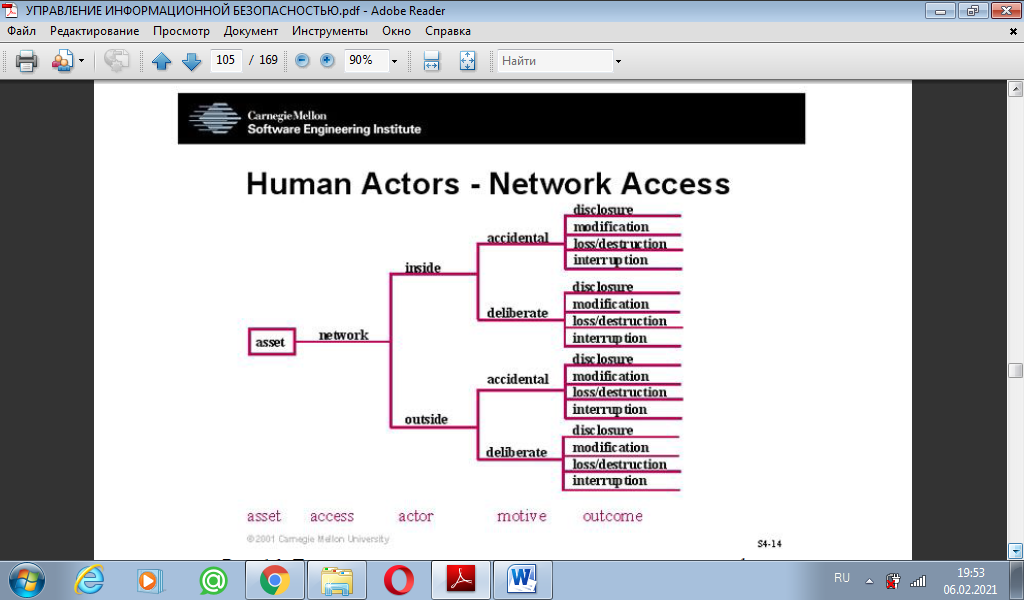 УПРАВЛЕНИЕ ИНФОРМАЦИОННОЙ БЕЗОПАСНОСТЬЮ.pdf - Adobe Reader
Файл Редактирование Просмотр Документ Инструменты Окно Справка
105 / 169 90% Найти
Carnegie Mellon
Software Engineering Institute
Human Actors - Network Access
disclosure
accidental
modification
loss/destruction
interruption
inside
disclosure
modification
deliberate
loss/destruction
interruption
asset
network
disclosure
accidental
modification
loss/destruction
interruption
outside
disclosure
modification
deliberate
loss/destruction
interruption
asset access actor motive outcome
©2001 Carnegie Mellon University
S4-14
RU
19:53
06.02.2021